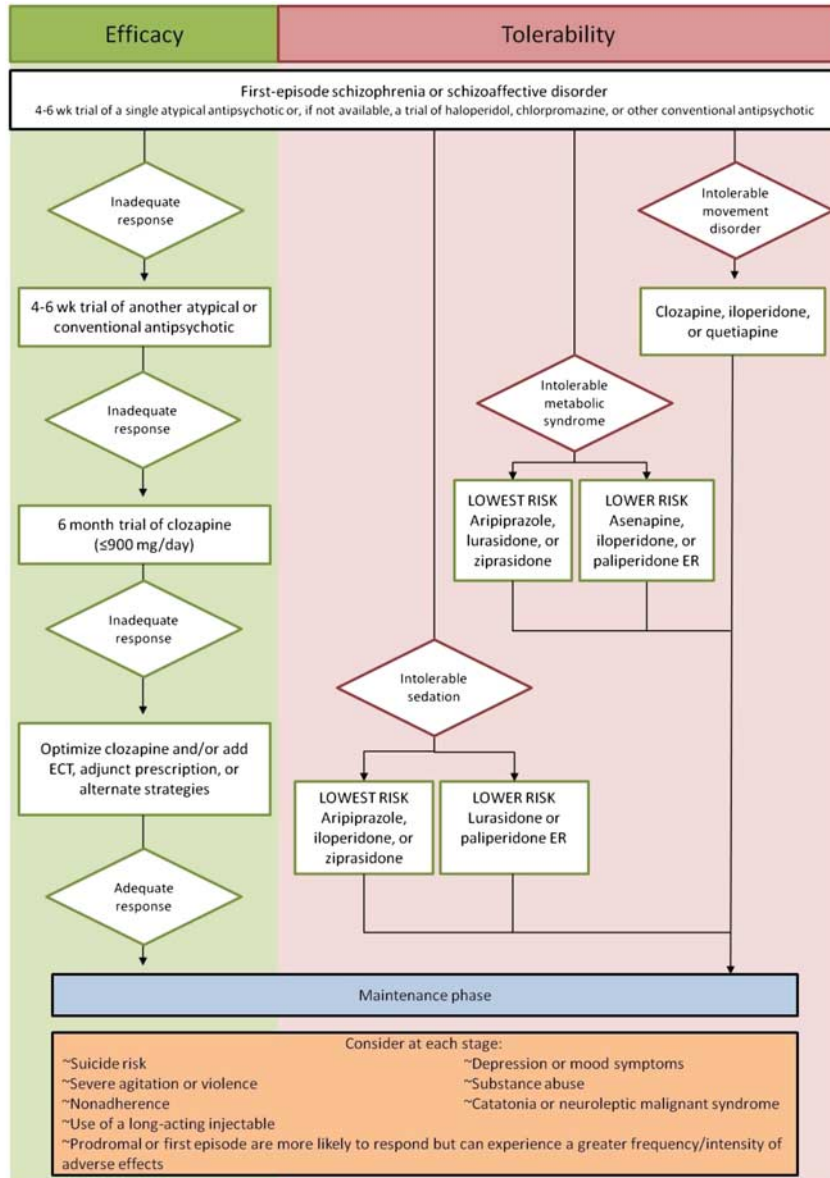 Efficacy
Tolerability
First-episode schizophrenia or schizoaffective disorder
4-6 wk trial of a single atypical antipsychotic or, if not available, a trial of haloperidol, chlorpromazine, or other conventional antipsychotic
Inadequate
response
Intolerable
movement
disorder
4-6 wk trial of another atypical or
conventional antipsychotic
Clozapine, iloperidone,
or quetiapine
Inadequate
response
Intolerable
metabolic
syndrome
6 month trial of clozapine
(≤900 mg/day)
LOWEST RISK
Aripiprazole,
lurasidone, or
ziprasidone
LOWER RISK
Asenapine,
iloperidone, or
paliperidone ER
Inadequate
response
Intolerable
sedation
Optimize clozapine and/or add
ECT, adjunct prescription, or
alternate strategies
LOWEST RISK
Aripiprazole,
iloperidone, or
ziprasidone
LOWER RISK
Lurasidone or
paliperidone ER
Adequate
response
Maintenance phase
Consider at each stage:
~Suicide risk
~Depression or mood symptoms
~Severe agitation or violence
~Substance abuse
~Nonadherence
~Catatonia or neuroleptic malignant syndrome
~Use of a long-acting injectable
~Prodromal or first episode are more likely to respond but can experience a greater frequency/intensity of
adverse effects